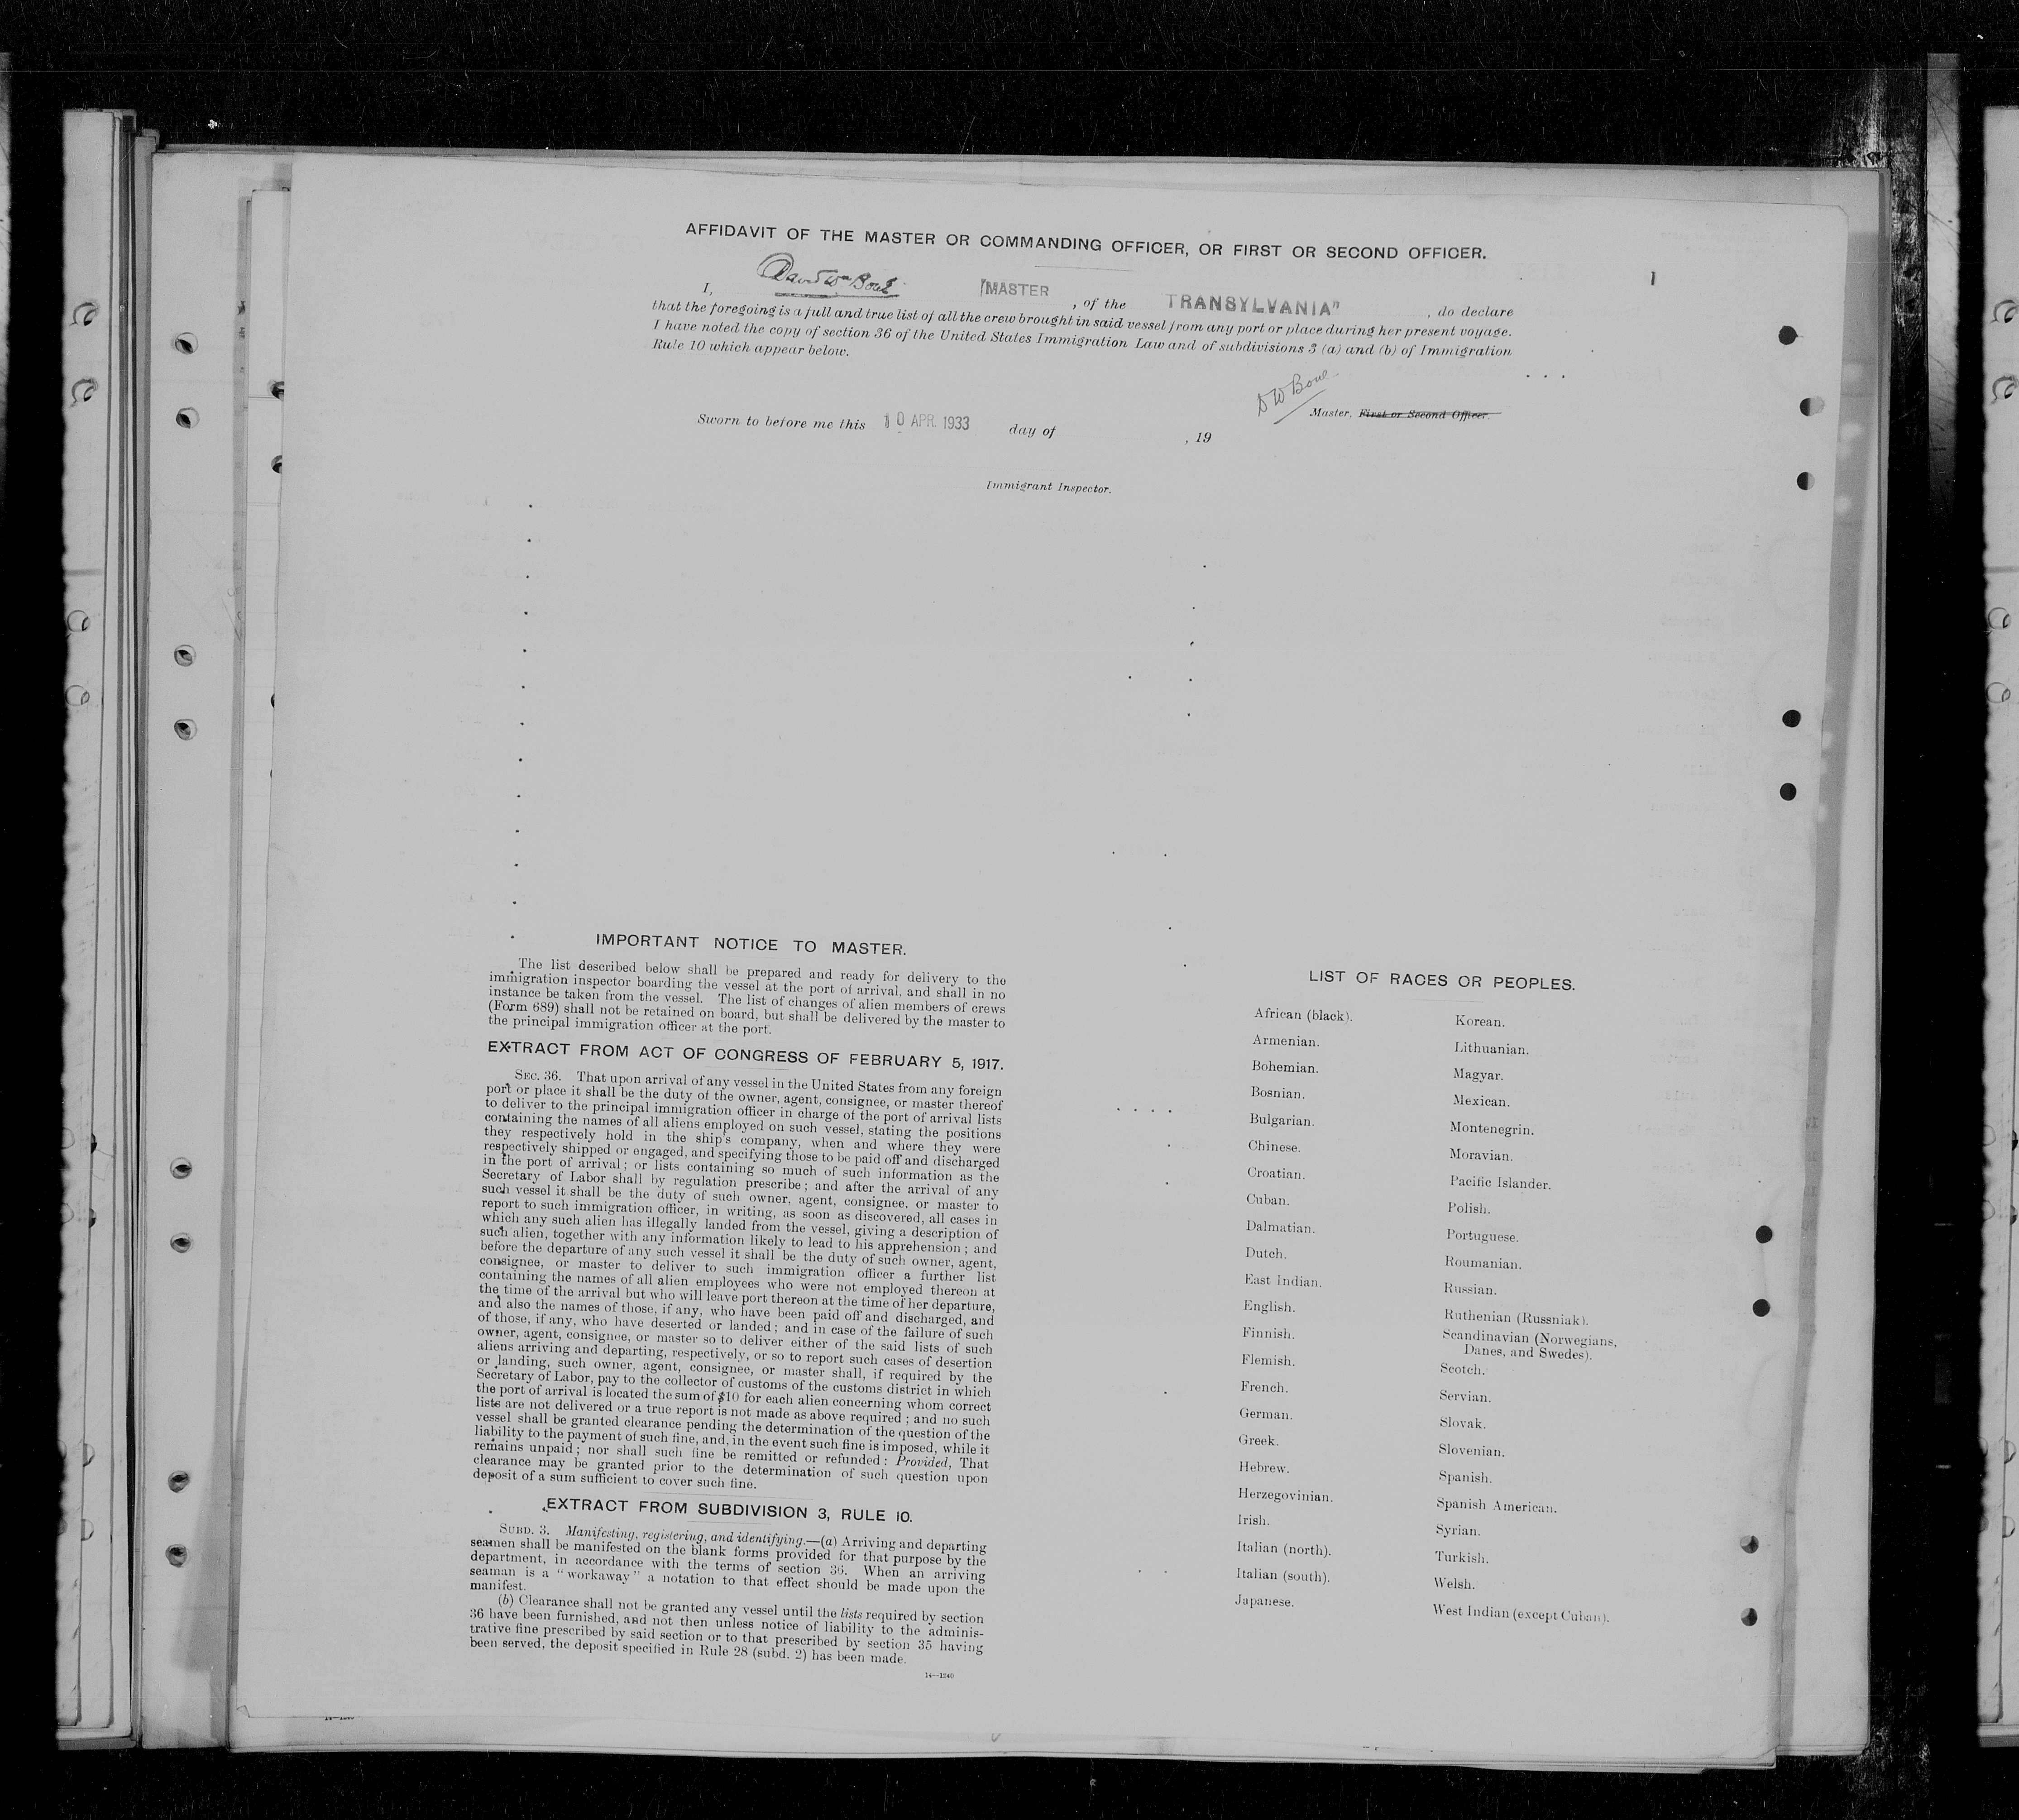 AFFIDAVIT OF THE MASTER OR COMMANDING OFFICER, OR FIRST OR SECOND OFFICER.
I, David Wm Bone MASTER, of the TRANSYLVANIA", do declare
that the foregoing is a full and true list of all the crew brought in said vessel from any port or place during her present voyage.
I have noted the copy of section 36 of the United States Immigration Law and of subdivisions 3 (a) and (b) of Immigration
Rule 10 which appear below.
D W Bone
Master, First or Second Officer.
Sworn to before me this 10 APR. 1933 day of , 19
Immigrant Inspector.
IMPORTANT NOTICE TO MASTER.
The list described below shall be prepared and ready for delivery to the
immigration inspector boarding the vessel at the port of arrival, and shall in no
instance be taken from the vessel. The list of changes of alien members of crews
(Form 689) shall not be retained on board, but shall be delivered by the master to
the principal immigration officer at the port.
EXTRACT FROM ACT OF CONGRESS OF FEBRUARY 5, 1917.
SEC. 36. That upon arrival of any vessel in the United States from any foreign
port or place it shall be the duty of the owner, agent, consignee, or master thereof
to deliver to the principal immigration officer in charge of the port of arrival lists
containing the names of all aliens employed on such vessel, stating the positions
they respectively hold in the ship's company, when and where they were
respectively shipped or engaged, and specifying those to be paid off and discharged
in the port of arrival; or lists containing so much of such information as the
Secretary of Labor shall by regulation prescribe; and after the arrival of any
such vessel it shall be the duty of such owner, agent, consignee, or master to
report to such immigration officer, in writing, as soon as discovered, all cases in
which any such alien has illegally landed from the vessel, giving a description of
such alien, together with any information likely to lead to his apprehension; and
before the departure of any such vessel it shall be the duty of such owner, agent,
consignee, or master to deliver to such immigration officer a further list
containing the names of all alien employees who were not employed thereon at
the time of the arrival but who will leave port thereon at the time of her departure,
and also the names of those, if any, who have been paid off and discharged, and
of those, if any, who have deserted or landed; and in case of the failure of such
owner, agent, consignee, or master so to deliver either of the said lists of such
aliens arriving and departing, respectively, or so to report such cases of desertion
or landing, such owner, agent, consignee, or master shall, if required by the
Secretary of Labor, pay to the collector of customs of the customs district in which
the port of arrival is located the sum of $10 for each alien concerning whom correct
lists are not delivered or a true report is not made as above required; and no such
vessel shall be granted clearance pending the determination of the question of the
liability to the payment of such fine, and, in the event such fine is imposed, while it
remains unpaid; nor shall such fine be remitted or refunded: Provided, That
clearance may be granted prior to the determination of such question upon
deposit of a sum sufficient to cover such fine.
EXTRACT FROM SUBDIVISION 3, RULE 10.
SUBD. 3. Manifesting, registering, and identifying.—(a) Arriving and departing
seamen shall be manifested on the blank forms provided for that purpose by the
department, in accordance with the terms of section 36. When an arriving
seaman is a "workaway" a notation to that effect should be made upon the
manifest.
(b) Clearance shall not be granted any vessel until the lists required by section
36 have been furnished, and not then unless notice of liability to the adminis-
trative fine prescribed by said section or to that prescribed by section 35 having
been served, the deposit specified in Rule 28 (subd. 2) has been made.
14—1240
LIST OF RACES OR PEOPLES.
African (black).
Armenian.
Bohemian.
Bosnian.
Bulgarian.
Chinese.
Croatian.
Cuban.
Dalmatian.
Dutch.
East Indian.
English.
Finnish.
Flemish.
French.
German.
Greek.
Hebrew.
Herzegovinian.
Irish.
Italian (north).
Italian (south).
Japanese.
Korean.
Lithuanian.
Magyar.
Mexican.
Montenegrin.
Moravian.
Pacific Islander.
Polish.
Portuguese.
Roumanian.
Russian.
Ruthenian (Russniak).
Scandinavian (Norwegians,
Danes, and Swedes).
Scotch.
Servian.
Slovak.
Slovenian.
Spanish.
Spanish American.
Syrian.
Turkish.
Welsh.
West Indian (except Cuban).